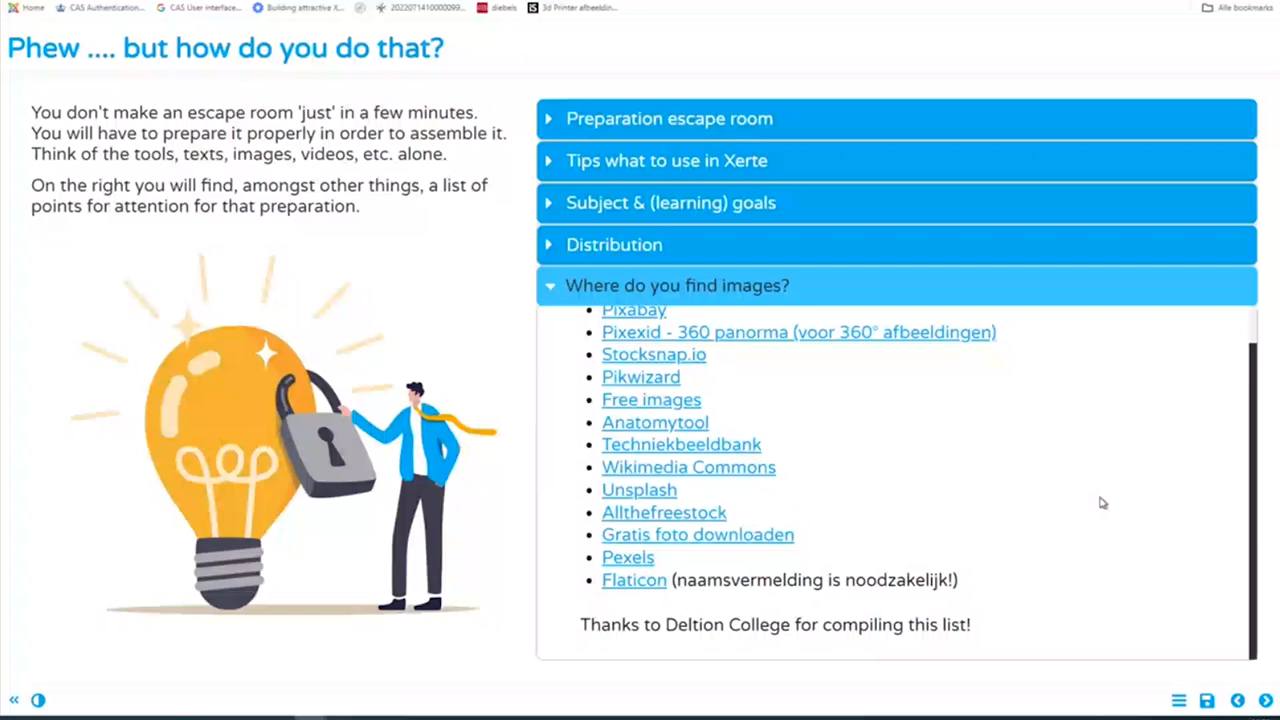 Home CAS Authentication... CAS User interface... Building attractive X... 20220714100000099... diebels 3d Printer afbeeldin... Alle bookmarks
Phew .... but how do you do that?
You don't make an escape room 'just' in a few minutes.
You will have to prepare it properly in order to assemble it.
Think of the tools, texts, images, videos, etc. alone.
On the right you will find, amongst other things, a list of
points for attention for that preparation.
Preparation escape room
Tips what to use in Xerte
Subject & (learning) goals
Distribution
Where do you find images?
Pixabay
Pixexid - 360 panorma (voor 360° afbeeldingen)
Stocksnap.io
Pikwizard
Free images
Anatomytool
Techniekbeeldbank
Wikimedia Commons
Unsplash
Allthefreestock
Gratis foto downloaden
Pexels
Flaticon (naamsvermelding is noodzakelijk!)
Thanks to Deltion College for compiling this list!